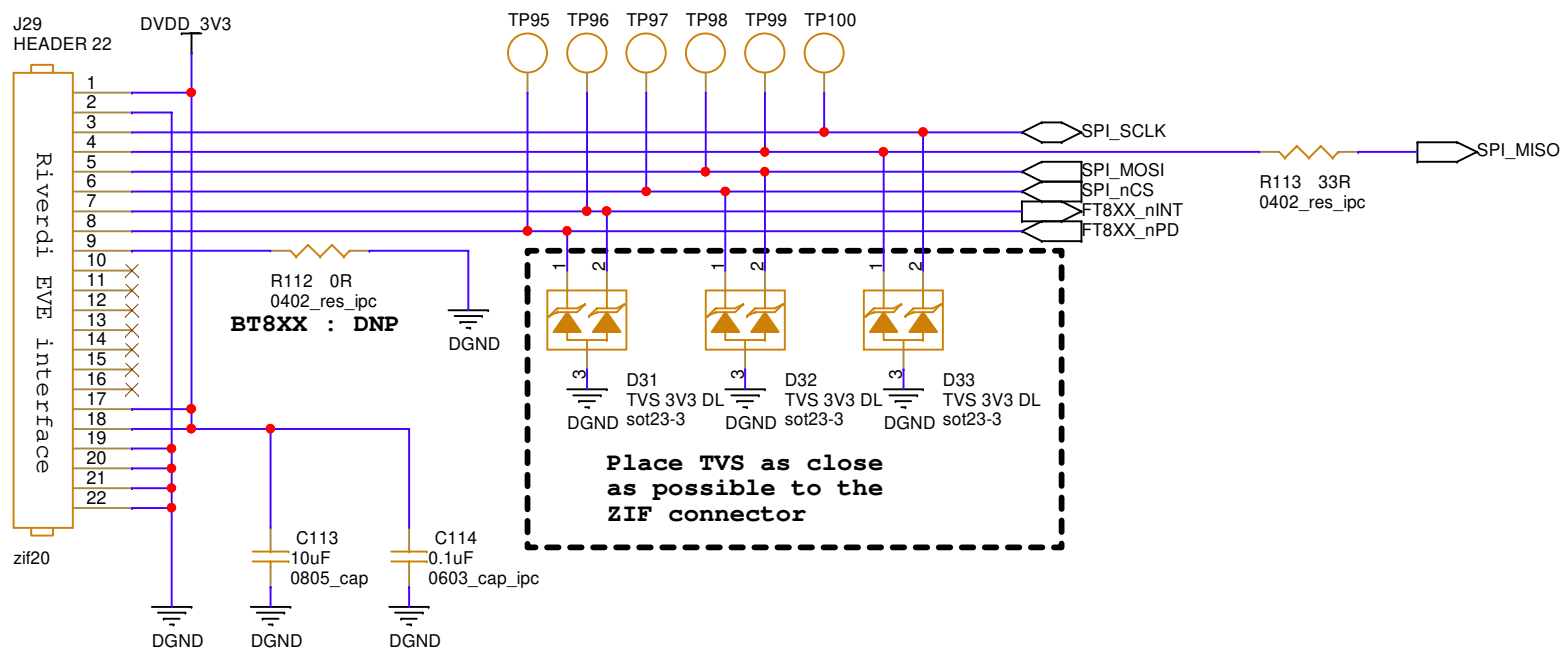 J29
HEADER 22
DVDD_3V3
TP95
TP96
TP97
TP98
TP99
TP100
Riverdi EVE interface
1
2
3
4
5
6
7
8
9
10
11
12
13
14
15
16
17
18
19
20
21
22
zif20
SPI_SCLK
SPI_MISO
SPI_MOSI
SPI_nCS
FT8XX_nINT
FT8XX_nPD
R113 33R
0402_res_ipc
R112 0R
0402_res_ipc
BT8XX : DNP
DGND
1
2
3
DGND
D31
TVS 3V3 DL
sot23-3
1
2
3
DGND
D32
TVS 3V3 DL
sot23-3
1
2
3
DGND
D33
TVS 3V3 DL
sot23-3
Place TVS as close
as possible to the
ZIF connector
C113
10uF
0805_cap
C114
0.1uF
0603_cap_ipc
DGND
DGND
DGND